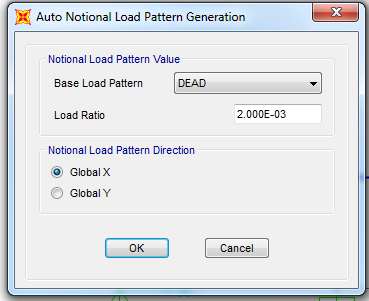 Auto Notional Load Pattern Generation
Notional Load Pattern Value
Base Load Pattern DEAD
Load Ratio 2.000E-03
Notional Load Pattern Direction
Global X
Global Y
OK Cancel